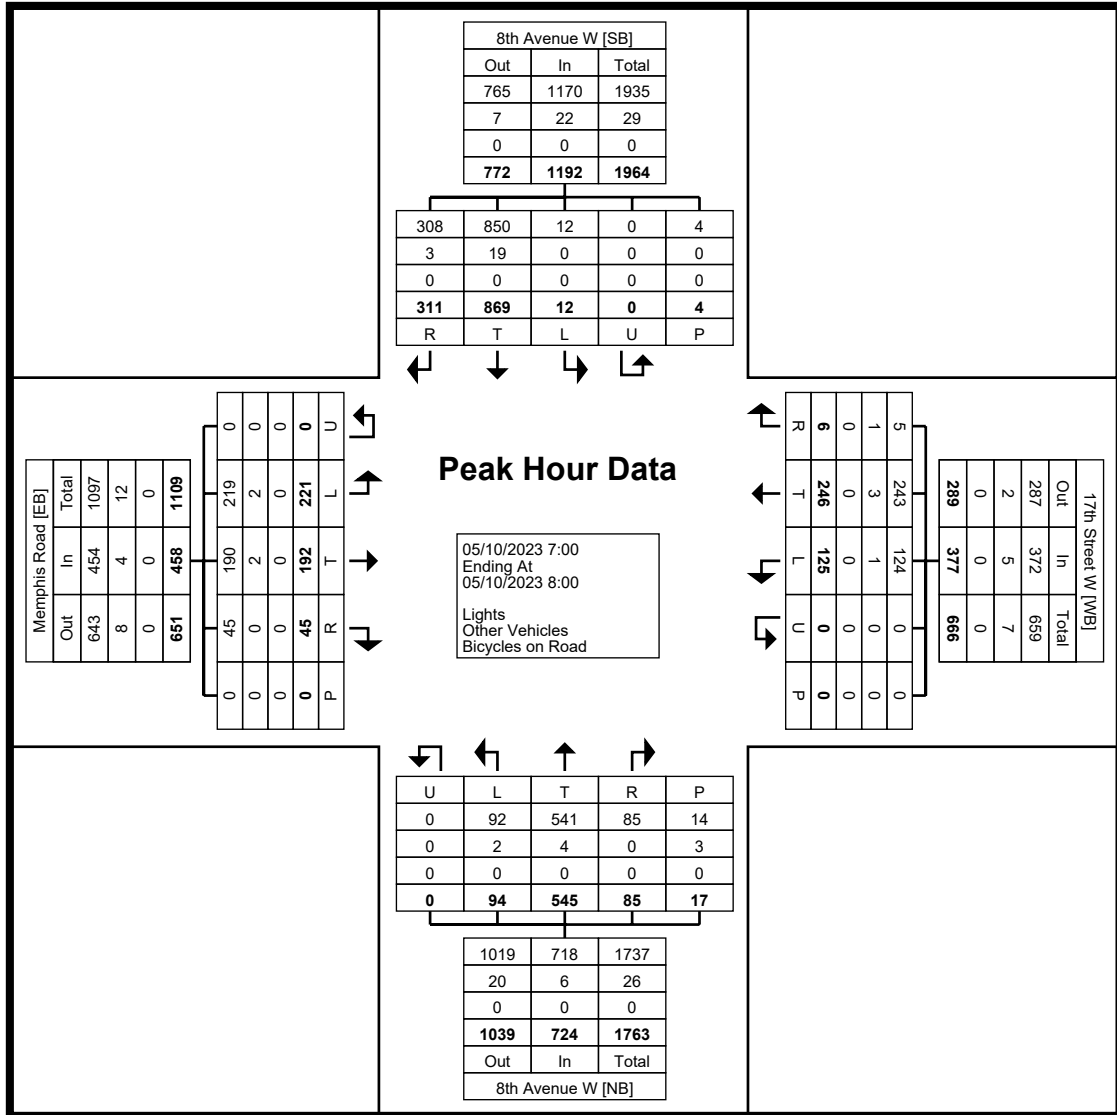 8th Avenue W [SB]
Out In Total
765 1170 1935
7 22 29
0 0 0
772 1192 1964
308 850 12 0 4
3 19 0 0 0
0 0 0 0 0
311 869 12 0 4
R T L U P
Memphis Road [EB]
Total In Out
1097 454 643
12 4 8
0 0 0
1109 458 651
0 219 190 45 0
0 2 2 0 0
0 0 0 0 0
0 221 192 45 0
U L T R P
Peak Hour Data
05/10/2023 7:00
Ending At
05/10/2023 8:00
Lights
Other Vehicles
Bicycles on Road
R T L U P
6 246 125 0 0
0 0 0 0 0
1 3 1 0 0
5 243 124 0 0
17th Street W [WB]
Out In Total
287 372 659
2 5 7
0 0 0
289 377 666
U L T R P
0 92 541 85 14
0 2 4 0 3
0 0 0 0 0
0 94 545 85 17
1019 718 1737
20 6 26
0 0 0
1039 724 1763
Out In Total
8th Avenue W [NB]